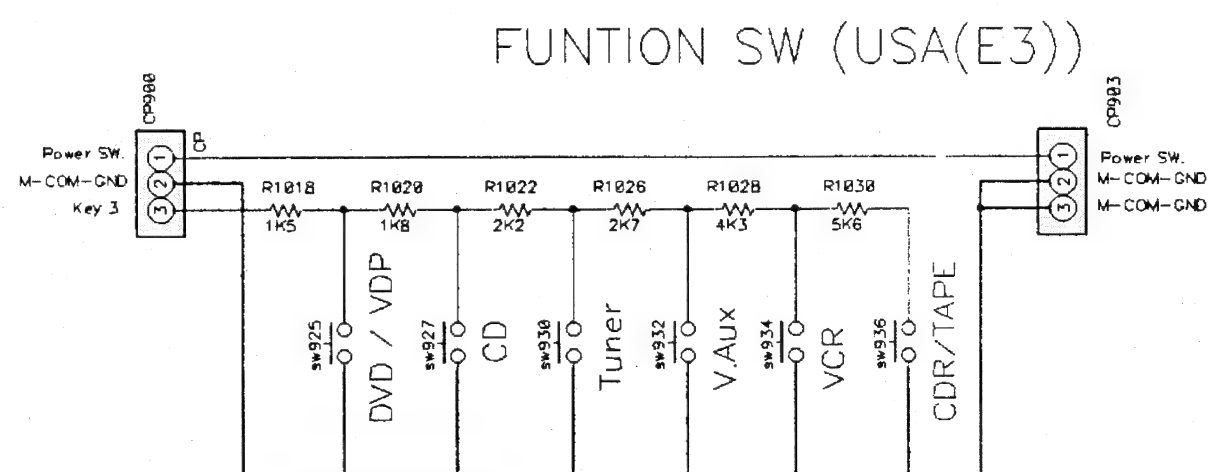 FUNTION SW (USA(E3))
CP900
CP903
CP
Power SW.
1
1
Power SW.
M-COM-GND
2
2
M-COM-GND
Key 3
3
3
M-COM-GND
R1018
R1020
R1022
R1026
R1028
R1030
1K5
1K8
2K2
2K7
4K3
5K6
sw925
DVD / VDP
sw927
CD
sw930
Tuner
sw932
V.Aux
sw934
VCR
sw936
CDR/TAPE